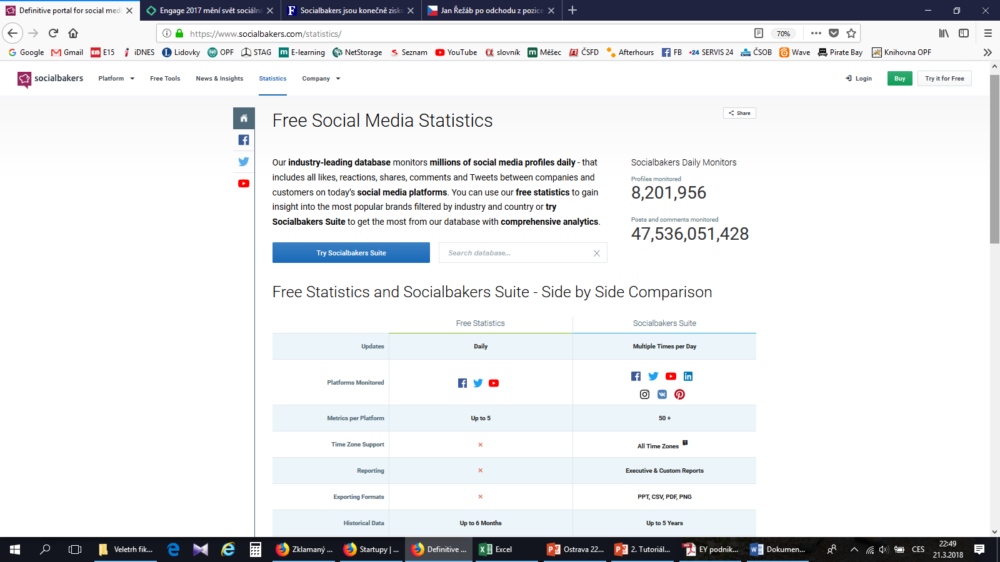 Definitive portal for social medi
Engage 2017 mění svět sociální
Socialbakers jsou konečně zisko
Jan Řežáb po odchodu z pozice
https://www.socialbakers.com/statistics/
70%
Google
Gmail
E15
iDNES
Lidovky
OPF
STAG
E-learning
NetStorage
Seznam
YouTube
slovník
Měšec
ČSFD
Afterhours
FB
SERVIS 24
ČSOB
Wave
Pirate Bay
Knihovna OPF
socialbakers
Platform
Free Tools
News & Insights
Statistics
Company
Login
Buy
Try it for Free
Free Social Media Statistics
Share
Our industry-leading database monitors millions of social media profiles daily - that
includes all likes, reactions, shares, comments and Tweets between companies and
customers on today's social media platforms. You can use our free statistics to gain
insight into the most popular brands filtered by industry and country or try
Socialbakers Suite to get the most from our database with comprehensive analytics.
Socialbakers Daily Monitors
Profiles monitored
8,201,956
Posts and comments monitored
47,536,051,428
Try Socialbakers Suite
Search database...
Free Statistics and Socialbakers Suite - Side by Side Comparison
Free Statistics
Socialbakers Suite
Updates
Daily
Multiple Times per Day
Platforms Monitored
Metrics per Platform
Up to 5
50 +
Time Zone Support
All Time Zones
Reporting
Executive & Custom Reports
Exporting Formats
PPT, CSV, PDF, PNG
Historical Data
Up to 6 Months
Up to 5 Years
Veletrh fik...
Zklamaný ...
Startupy | ...
Definitive ...
Excel
Ostrava 22...
2. Tutoriál...
EY podnik...
Dokumen...
CES
22:49
21.3.2018